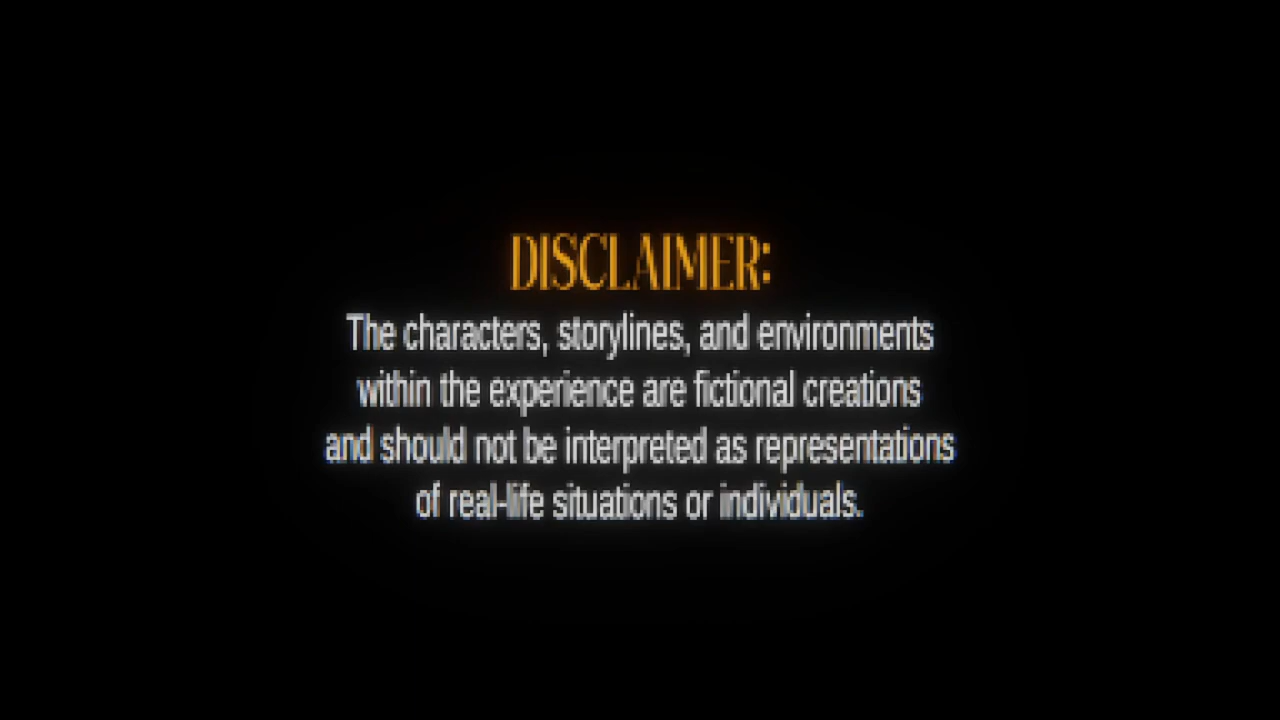 DISCLAIMER:
The characters, storylines, and environments
within the experience are fictional creations
and should not be interpreted as representations
of real-life situations or individuals.